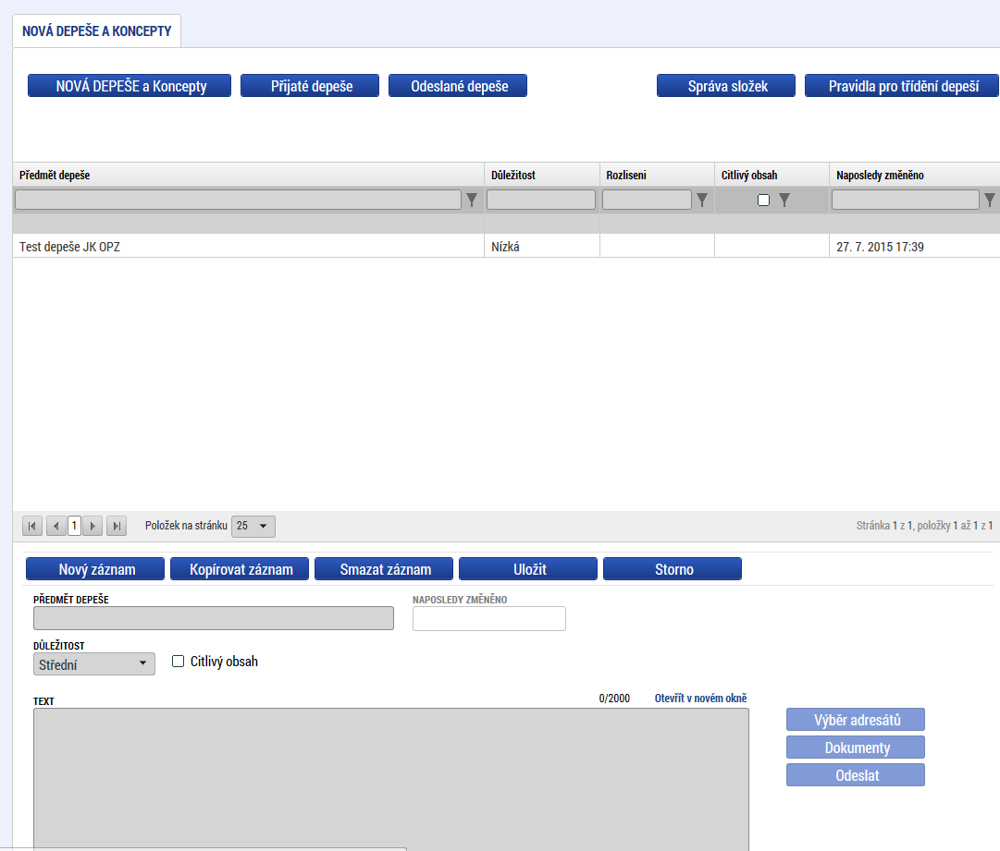 NOVÁ DEPEŠE A KONCEPTY
NOVÁ DEPEŠE a Koncepty Přijaté depeše Odeslané depeše Správa složek Pravidla pro třídění depeší
Předmět depeše Důležitost Rozliseni Citlivý obsah Naposledy změněno
Test depeše JK OPZ Nízká 27. 7. 2015 17:39
1 Položek na stránku 25 Stránka 1 z 1, položky 1 až 1 z 1
Nový záznam Kopírovat záznam Smazat záznam Uložit Storno
PŘEDMĚT DEPEŠE NAPOSLEDY ZMĚNĚNO
DŮLEŽITOST
Střední Citlivý obsah
TEXT 0/2000 Otevřít v novém okně
Výběr adresátů
Dokumenty
Odeslat